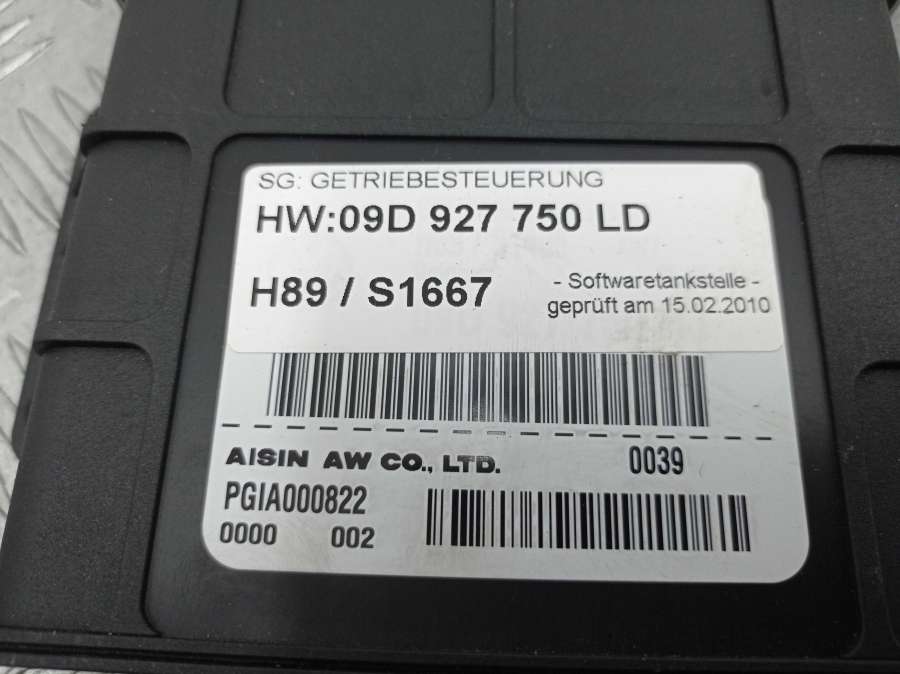 SG: GETRIEBESTEUERUNG
HW:09D 927 750 LD
H89 / S1667
- Softwaretankstelle -
geprüft am 15.02.2010
AISIN AW CO., LTD. 0039
PGIA000822
0000 002